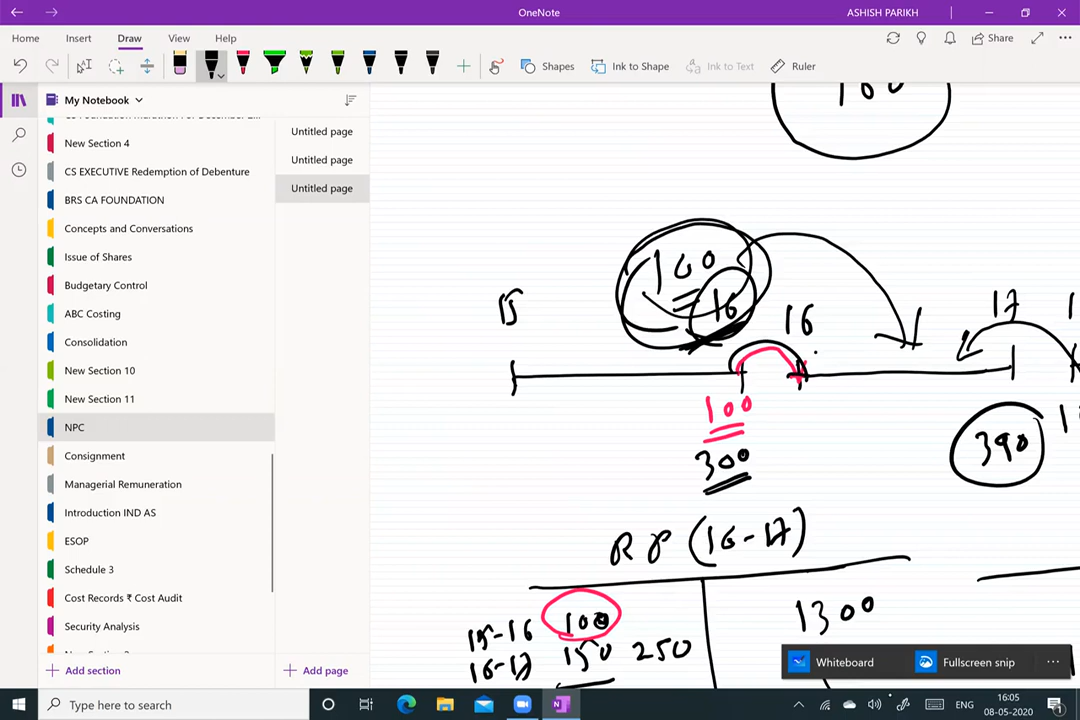 OneNote
ASHISH PARIKH
Home Insert Draw View Help
Share
Shapes Ink to Shape Ink to Text Ruler
My Notebook
New Section 4
CS EXECUTIVE Redemption of Debenture
BRS CA FOUNDATION
Concepts and Conversations
Issue of Shares
Budgetary Control
ABC Costing
Consolidation
New Section 10
New Section 11
NPC
Consignment
Managerial Remuneration
Introduction IND AS
ESOP
Schedule 3
Cost Records ₹ Cost Audit
Security Analysis
Add section
Untitled page
Untitled page
Untitled page
Add page
100
16
15
16
17
100
300
390
RP (16-17)
15-16 100
16-17 150 250
1300
Whiteboard Fullscreen snip
Type here to search
ENG
16:05
08-05-2020